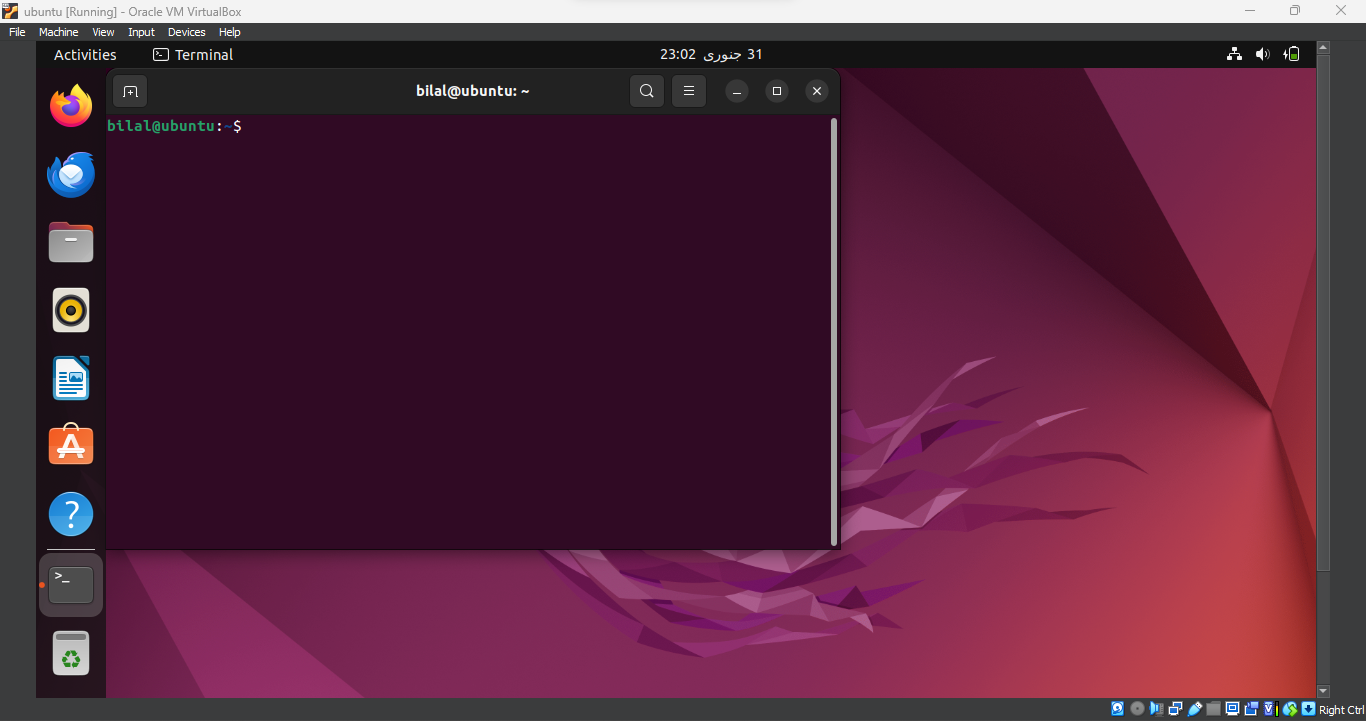 ubuntu [Running] - Oracle VM VirtualBox
File Machine View Input Devices Help
Activities Terminal 23:02 31 جنوری
bilal@ubuntu: ~
bilal@ubuntu:~$
Right Ctrl